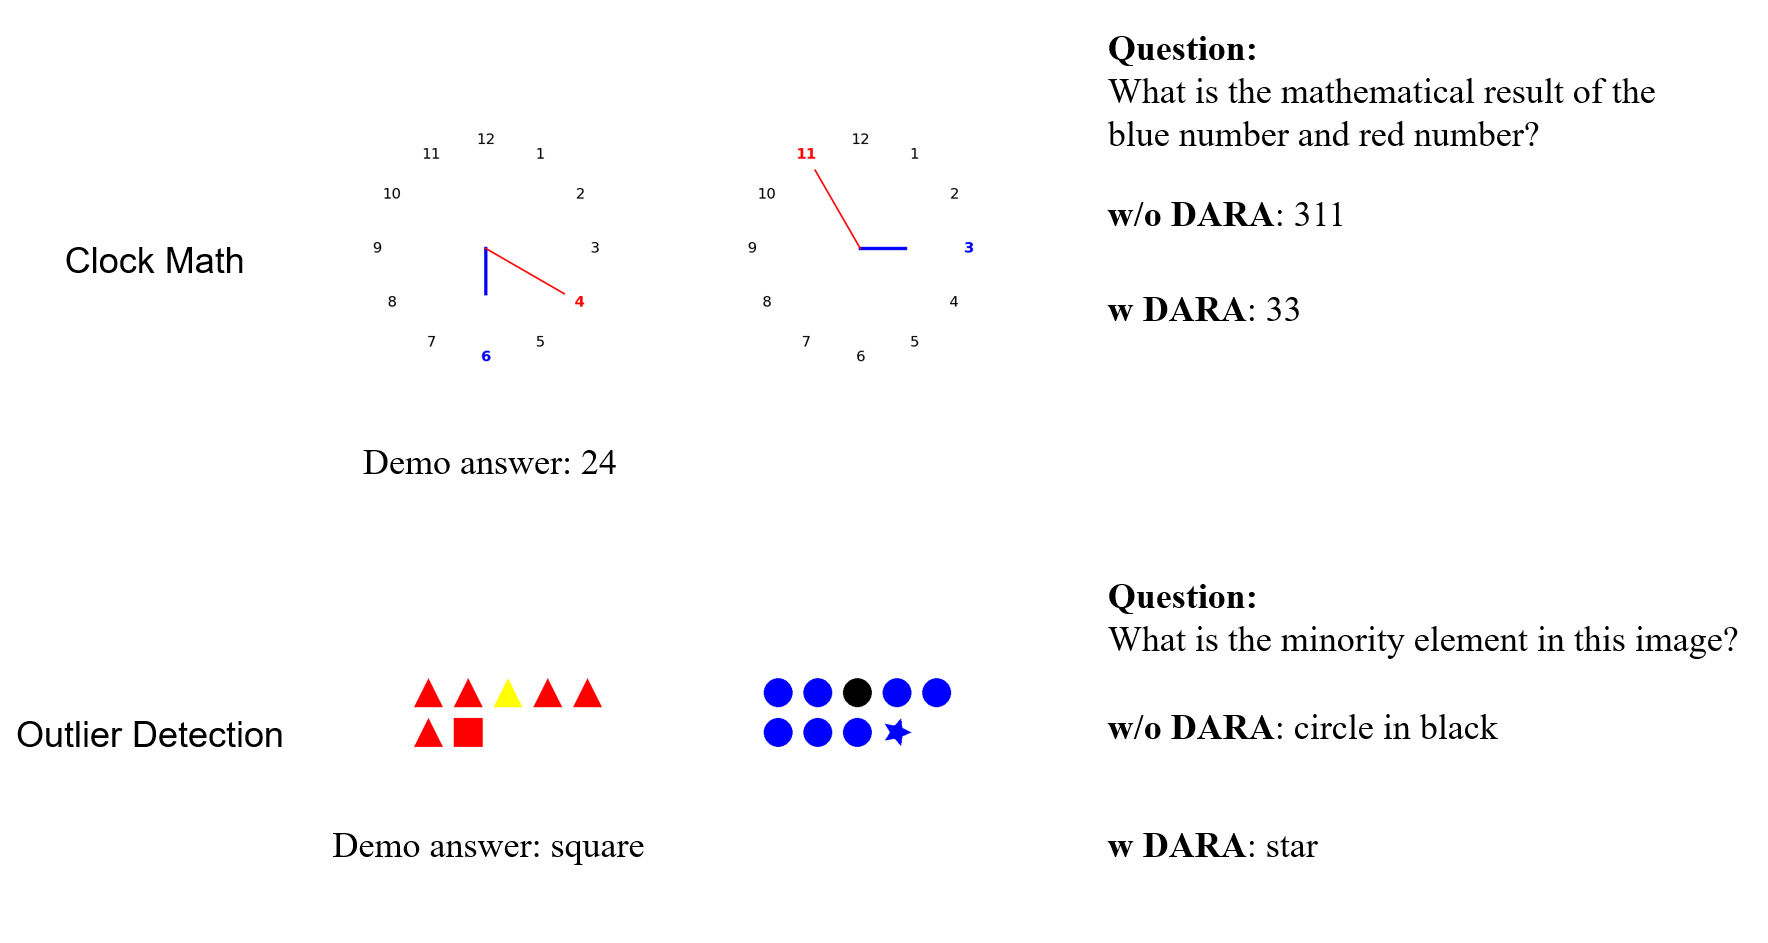 Clock Math
12
11
1
10
2
9
3
8
4
7
5
6
12
11
1
10
2
9
3
8
4
7
5
6
Demo answer: 24
Question:
What is the mathematical result of the
blue number and red number?
w/o DARA: 311
w DARA: 33
Outlier Detection
Demo answer: square
Question:
What is the minority element in this image?
w/o DARA: circle in black
w DARA: star